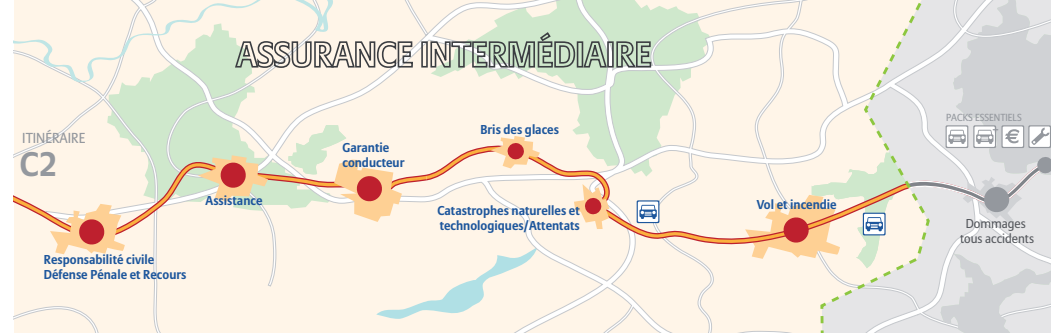 ASSURANCE INTERMÉDIAIRE
ITINÉRAIRE
C2
Responsabilité civile
Défense Pénale et Recours
Assistance
Garantie
conducteur
Bris des glaces
Catastrophes naturelles et
technologiques/Attentats
Vol et incendie
PACKS ESSENTIELS
€
Dommages
tous accidents